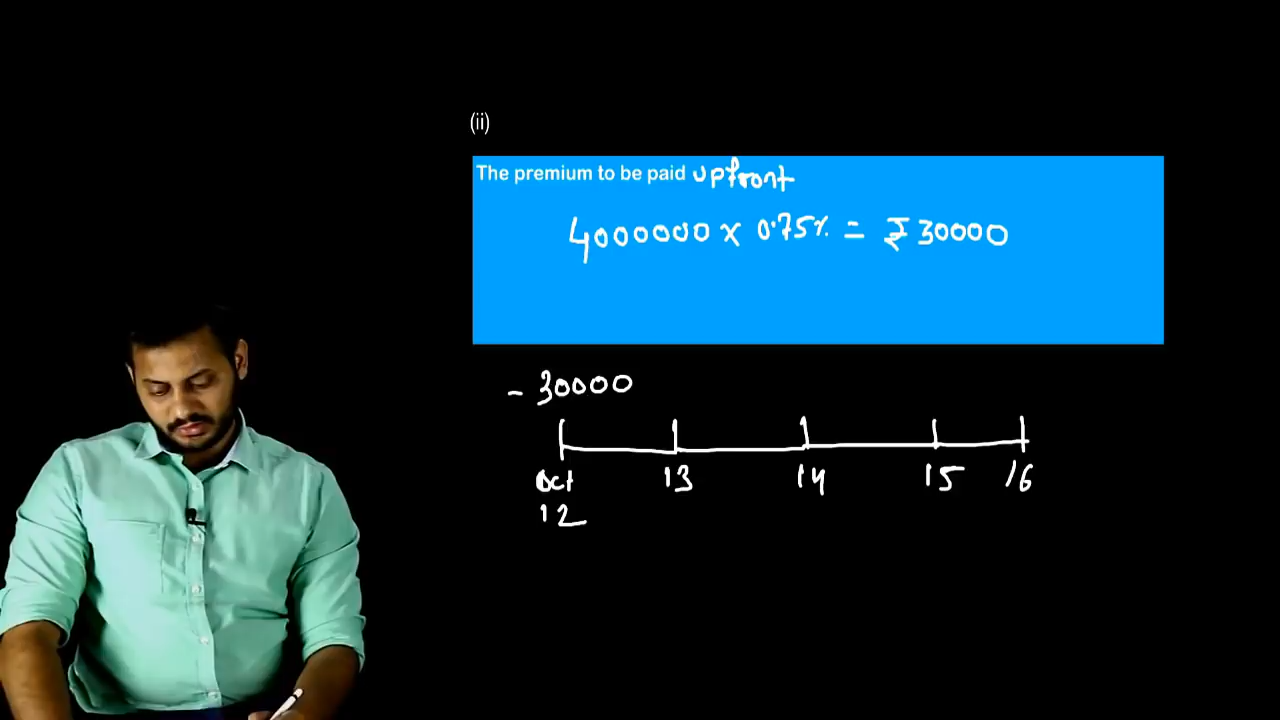 (ii)
The premium to be paid upfront
4000000 x 0.75% = ₹30000
- 30000
Oct 13 14 15 16
12